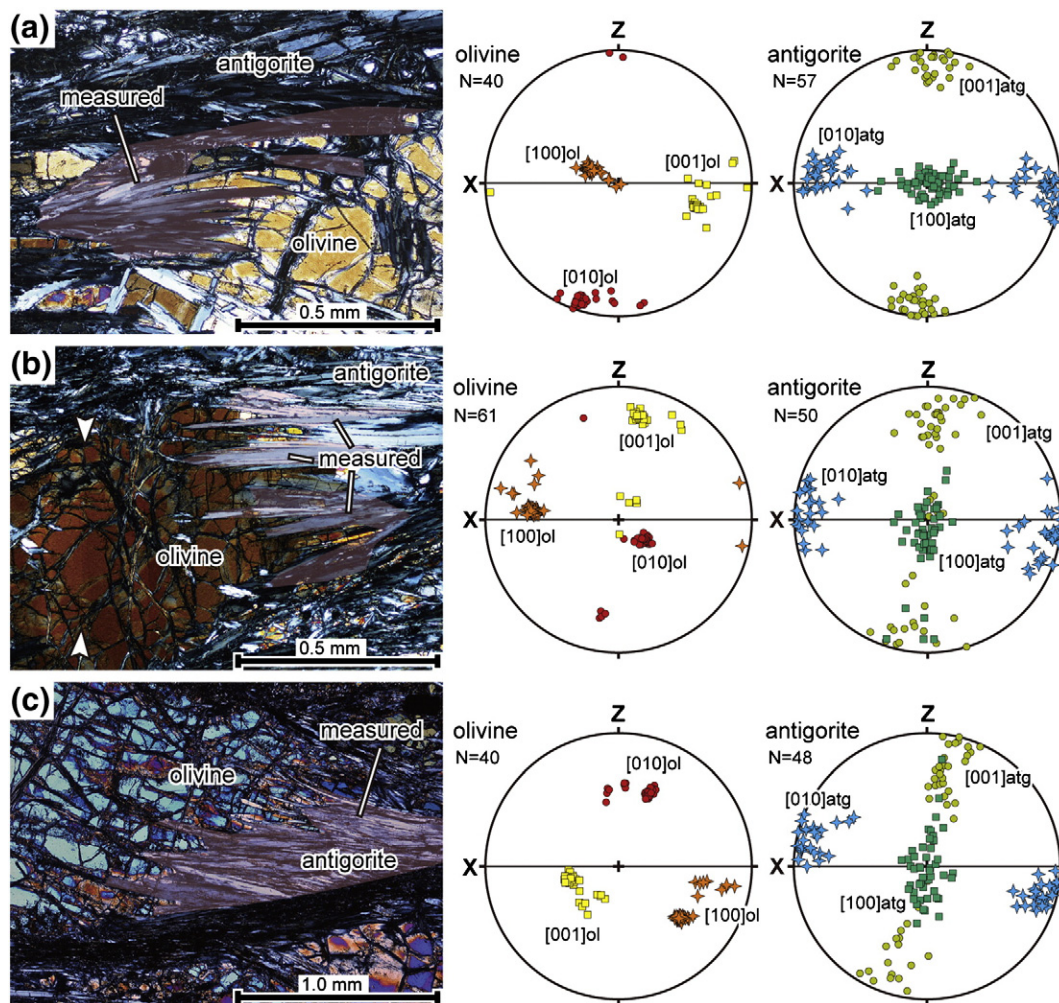 (a)
antigorite
measured
olivine
0.5 mm
olivine
N=40
Z
X
[100]ol
[001]ol
[010]ol
antigorite
N=57
Z
X
[001]atg
[010]atg
[100]atg
(b)
antigorite
measured
olivine
0.5 mm
olivine
N=61
Z
X
[001]ol
[100]ol
[010]ol
antigorite
N=50
Z
X
[001]atg
[010]atg
[100]atg
(c)
measured
olivine
antigorite
1.0 mm
olivine
N=40
Z
X
[010]ol
[001]ol
[100]ol
antigorite
N=48
Z
X
[001]atg
[010]atg
[100]atg